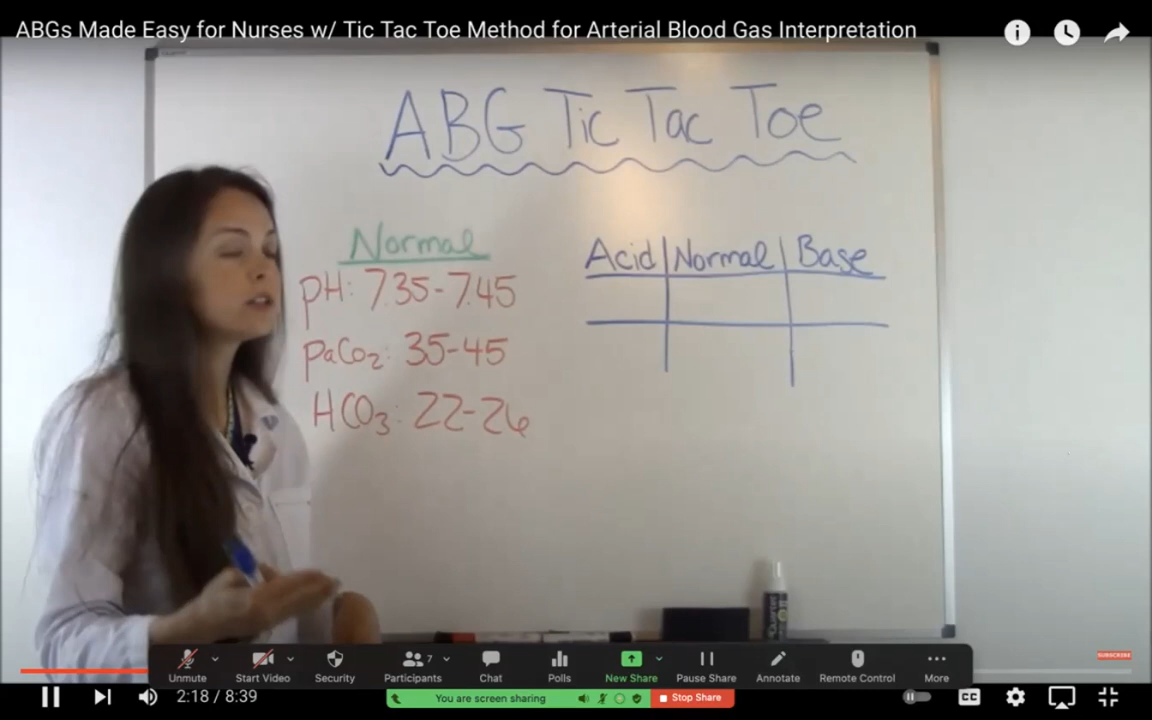 ABGs Made Easy for Nurses w/ Tic Tac Toe Method for Arterial Blood Gas Interpretation
ABG Tic Tac Toe
Normal
pH: 7.35-7.45
PaCO2: 35-45
HCO3: 22-26
Acid Normal Base
SUBSCRIBE
Unmute Start Video Security Participants 7 Chat Polls New Share Pause Share Annotate Remote Control More
2:18 / 8:39
You are screen sharing Stop Share
CC